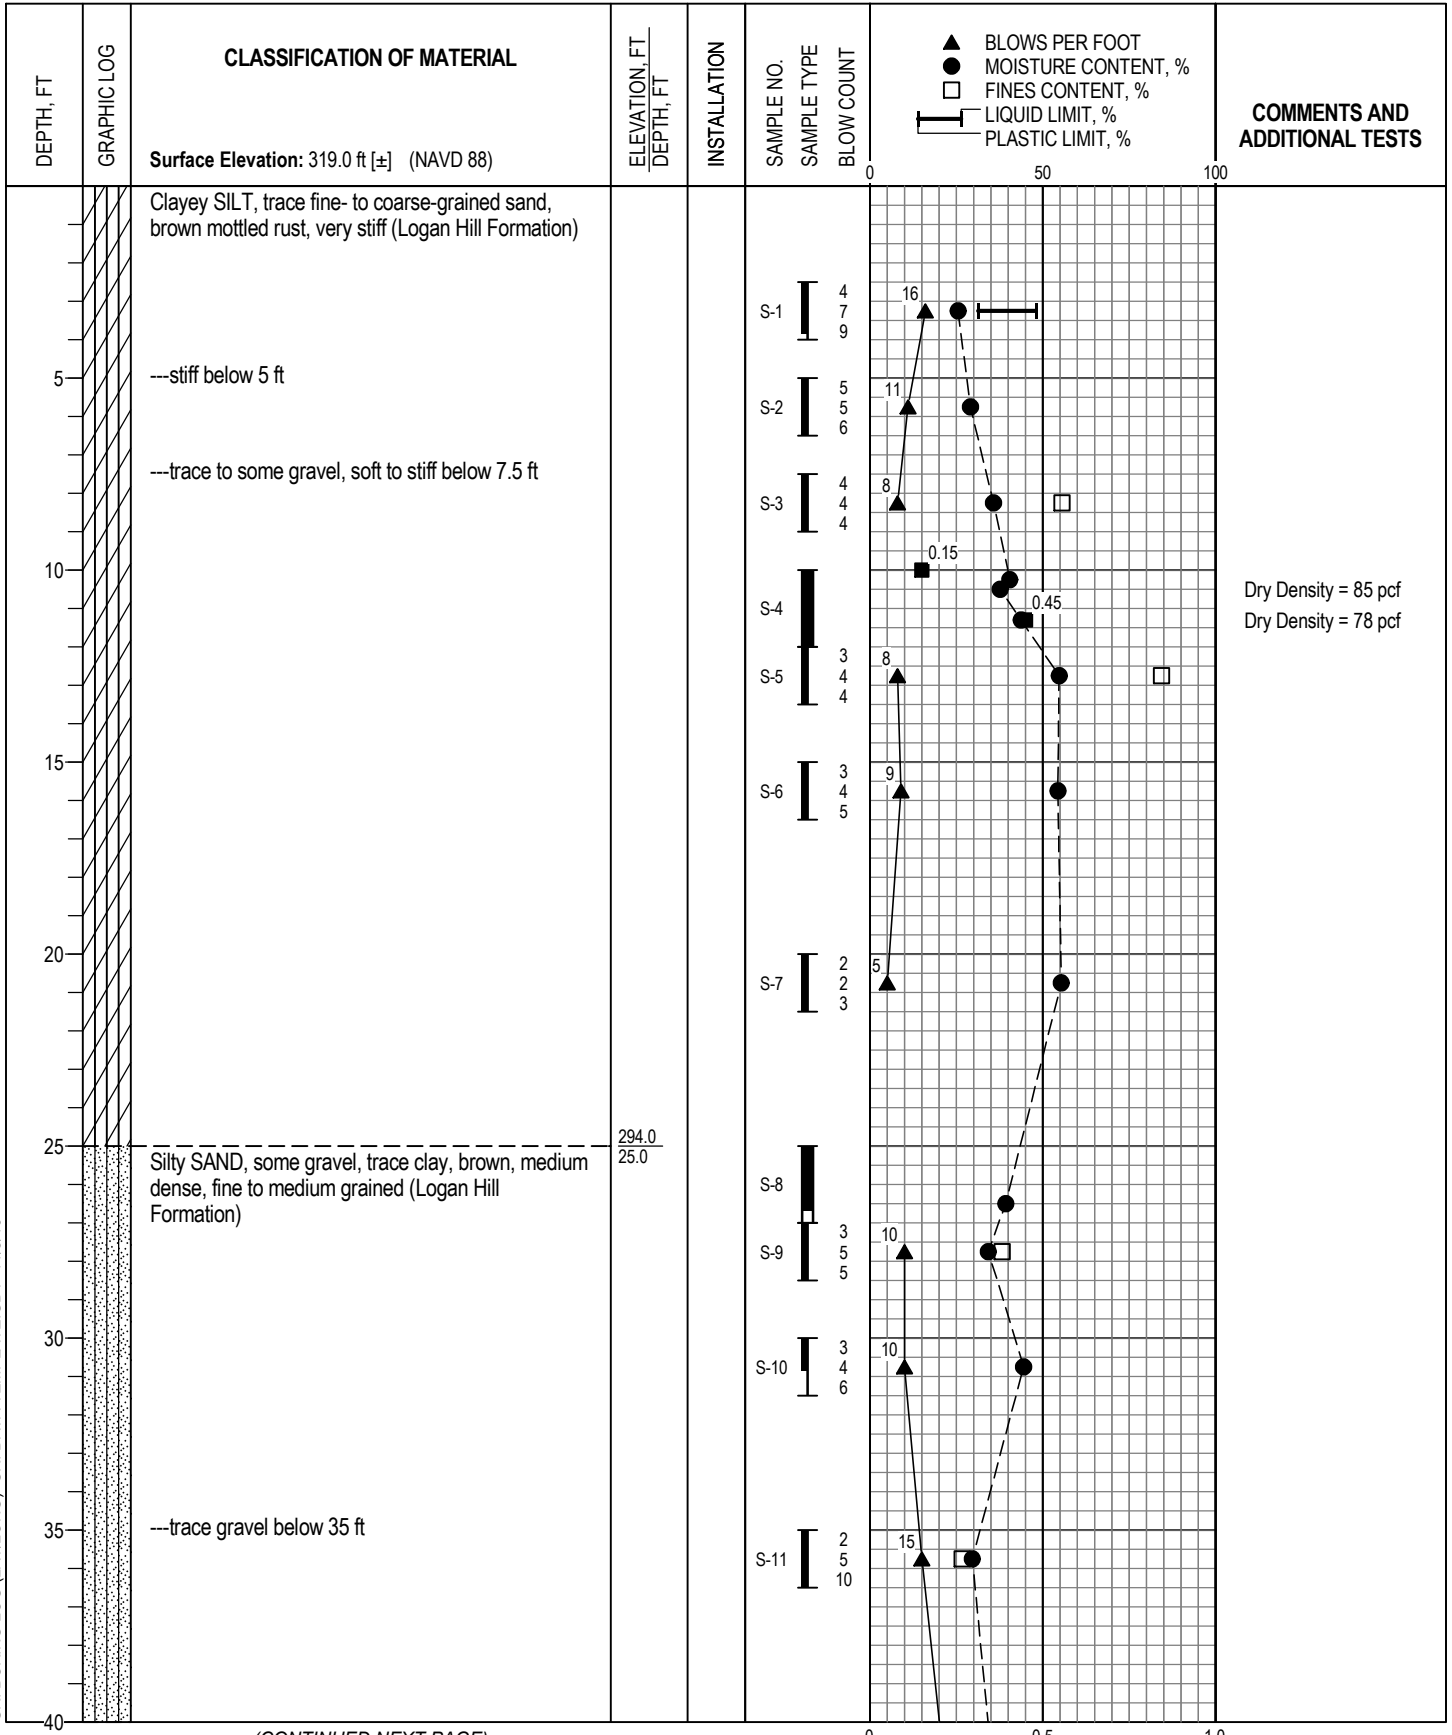 DEPTH, FT
GRAPHIC LOG
CLASSIFICATION OF MATERIAL
Surface Elevation: 319.0 ft [±] (NAVD 88)
ELEVATION, FT
DEPTH, FT
INSTALLATION
SAMPLE NO.
SAMPLE TYPE
BLOW COUNT
BLOWS PER FOOT
MOISTURE CONTENT, %
FINES CONTENT, %
LIQUID LIMIT, %
PLASTIC LIMIT, %
0 50 100
COMMENTS AND
ADDITIONAL TESTS
Clayey SILT, trace fine- to coarse-grained sand,
brown mottled rust, very stiff (Logan Hill Formation)
S-1
4
7
9
16
5
---stiff below 5 ft
S-2
5
5
6
11
---trace to some gravel, soft to stiff below 7.5 ft
S-3
4
4
4
8
10
0.15
S-4
0.45
Dry Density = 85 pcf
Dry Density = 78 pcf
S-5
3
4
4
8
15
S-6
3
4
5
9
20
S-7
2
2
3
5
25
294.0
25.0
Silty SAND, some gravel, trace clay, brown, medium
dense, fine to medium grained (Logan Hill
Formation)
S-8
S-9
3
5
5
10
30
S-10
3
4
6
10
35
---trace gravel below 35 ft
S-11
2
5
10
15
40
(CONTINUED NEXT PAGE)
0 0.5 1.0